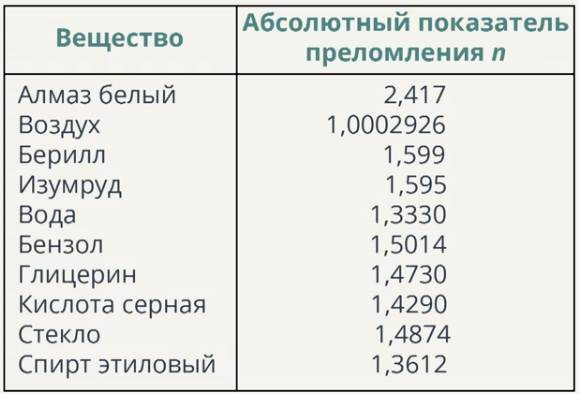 Вещество
Абсолютный показатель
преломления n
Алмаз белый 2,417
Воздух 1,0002926
Берилл 1,599
Изумруд 1,595
Вода 1,3330
Бензол 1,5014
Глицерин 1,4730
Кислота серная 1,4290
Стекло 1,4874
Спирт этиловый 1,3612